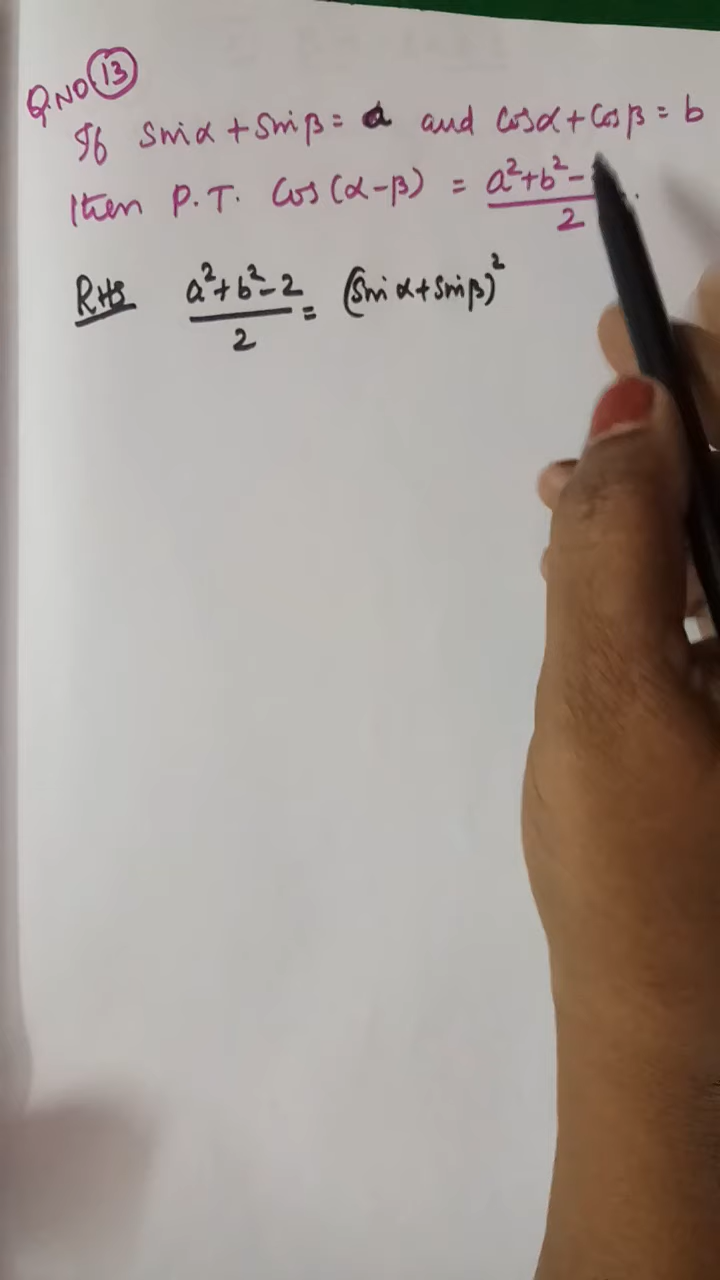 Q.NO 13
If Sinα + Sinβ = a and Cosα + Cosβ = b
then P.T. Cos(α-β) = a²+b²- / 2
RHS a²+b²-2 / 2 = (Sinα+Sinβ)²